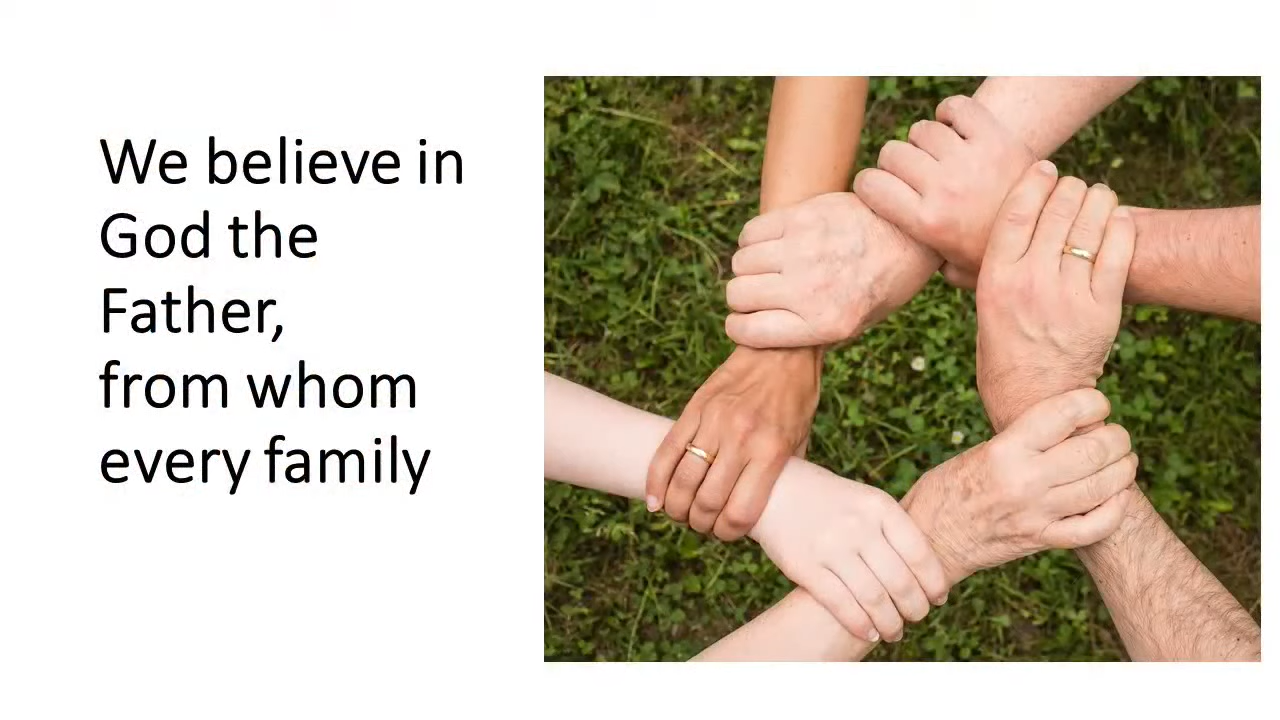 We believe in
God the
Father,
from whom
every family